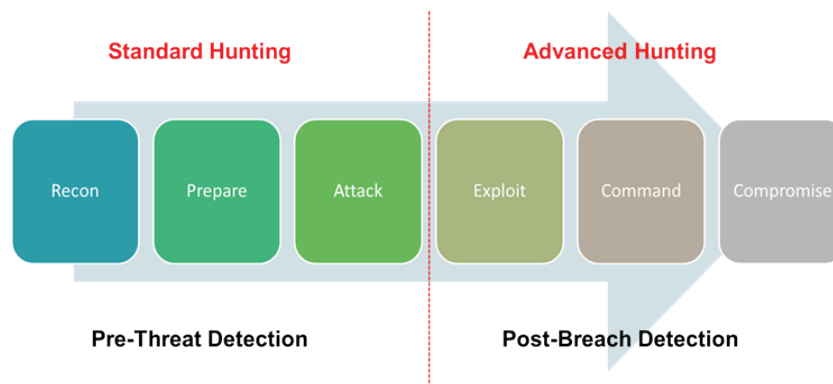 Standard Hunting
Advanced Hunting
Recon
Prepare
Attack
Exploit
Command
Compromise
Pre-Threat Detection
Post-Breach Detection